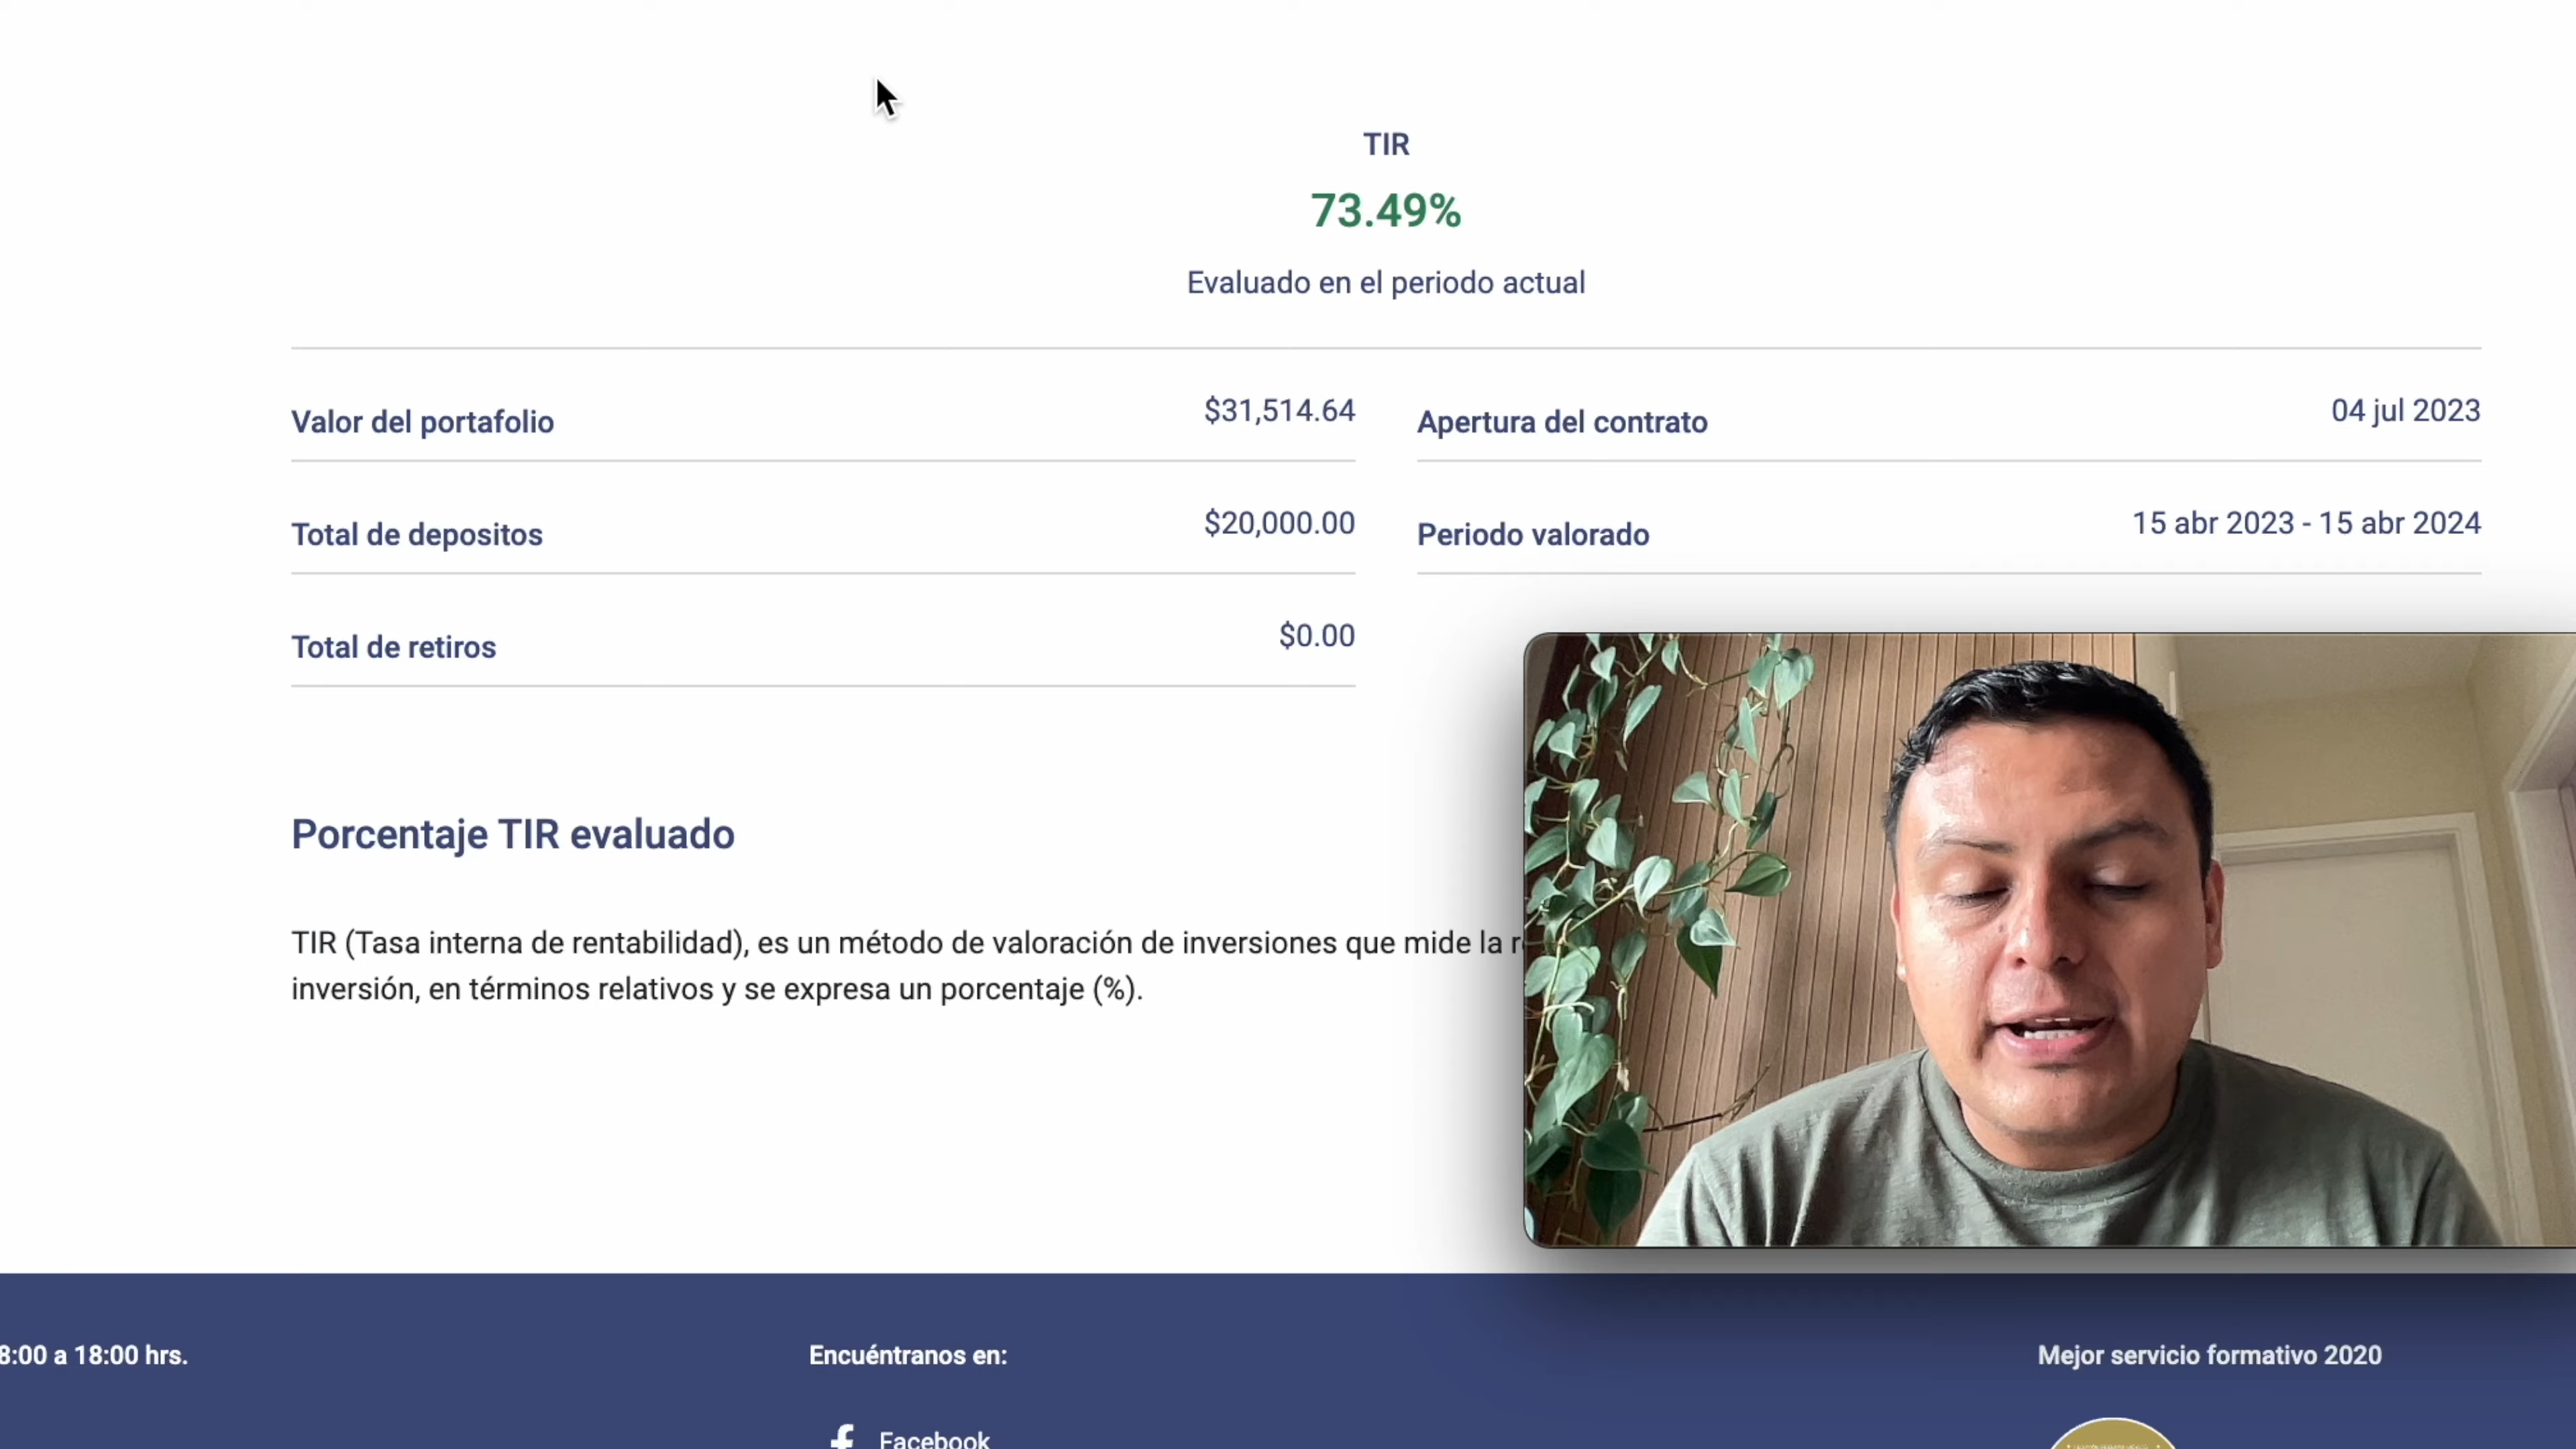 TIR
73.49%
Evaluado en el periodo actual
Valor del portafolio $31,514.64
Apertura del contrato 04 jul 2023
Total de depositos $20,000.00
Periodo valorado 15 abr 2023 - 15 abr 2024
Total de retiros $0.00
Porcentaje TIR evaluado
TIR (Tasa interna de rentabilidad), es un método de valoración de inversiones que mide la
inversión, en términos relativos y se expresa un porcentaje (%).
8:00 a 18:00 hrs.
Encuéntranos en:
Mejor servicio formativo 2020
Facebook